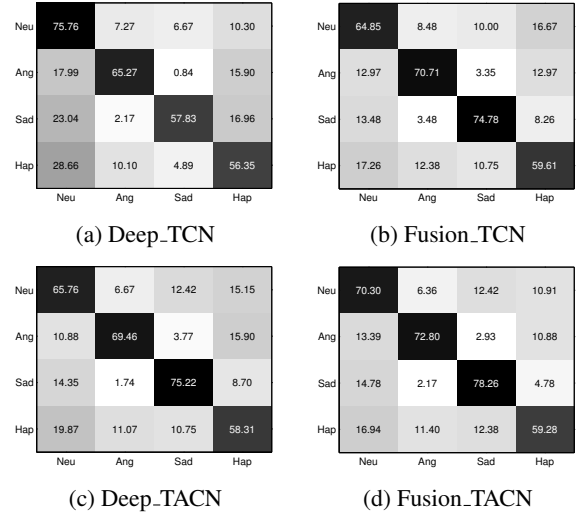 Neu 75.76 7.27 6.67 10.30
Ang 17.99 65.27 0.84 15.90
Sad 23.04 2.17 57.83 16.96
Hap 28.66 10.10 4.89 56.35
Neu Ang Sad Hap
(a) Deep_TCN
Neu 64.85 8.48 10.00 16.67
Ang 12.97 70.71 3.35 12.97
Sad 13.48 3.48 74.78 8.26
Hap 17.26 12.38 10.75 59.61
Neu Ang Sad Hap
(b) Fusion_TCN
Neu 65.76 6.67 12.42 15.15
Ang 10.88 69.46 3.77 15.90
Sad 14.35 1.74 75.22 8.70
Hap 19.87 11.07 10.75 58.31
Neu Ang Sad Hap
(c) Deep_TACN
Neu 70.30 6.36 12.42 10.91
Ang 13.39 72.80 2.93 10.88
Sad 14.78 2.17 78.26 4.78
Hap 16.94 11.40 12.38 59.28
Neu Ang Sad Hap
(d) Fusion_TACN